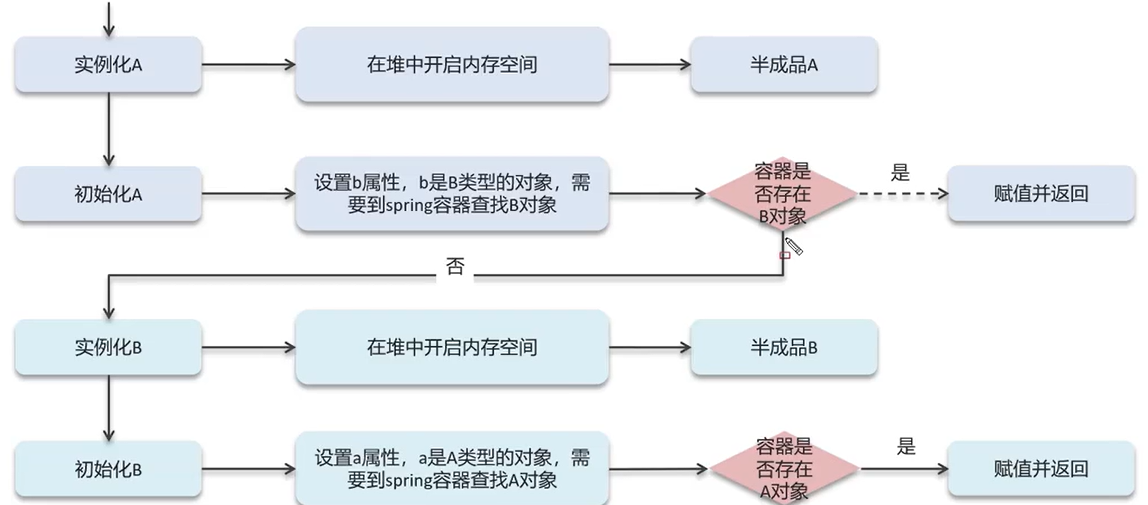 实例化A
在堆中开启内存空间
半成品A
初始化A
设置b属性，b是B类型的对象，需
要到spring容器查找B对象
容器是
否存在
B对象
是
赋值并返回
否
实例化B
在堆中开启内存空间
半成品B
初始化B
设置a属性，a是A类型的对象，需
要到spring容器查找A对象
容器是
否存在
A对象
是
赋值并返回